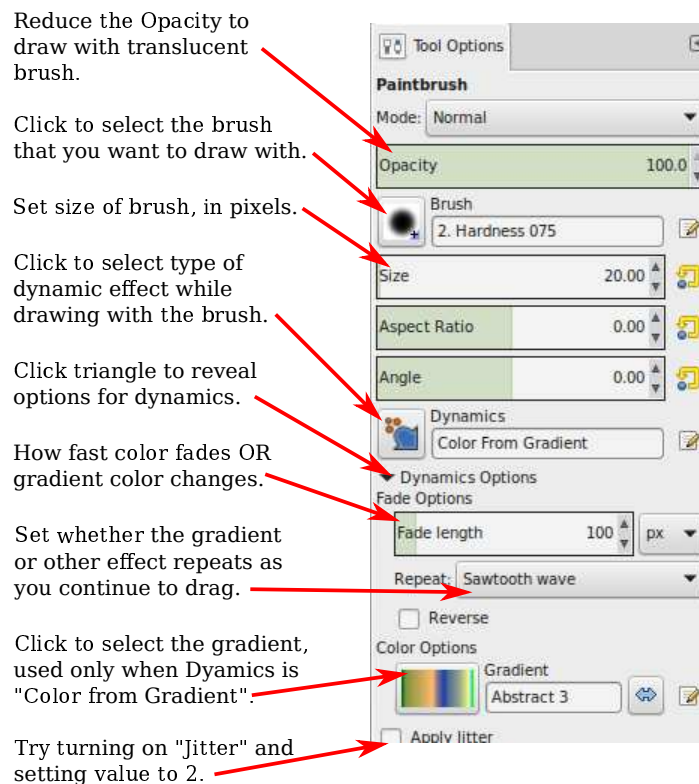 Reduce the Opacity to
draw with translucent
brush.
Click to select the brush
that you want to draw with.
Set size of brush, in pixels.
Click to select type of
dynamic effect while
drawing with the brush.
Click triangle to reveal
options for dynamics.
How fast color fades OR
gradient color changes.
Set whether the gradient
or other effect repeats as
you continue to drag.
Click to select the gradient,
used only when Dyamics is
"Color from Gradient".
Try turning on "Jitter" and
setting value to 2.
Tool Options
Paintbrush
Mode: Normal
Opacity 100.0
Brush
2. Hardness 075
Size 20.00
Aspect Ratio 0.00
Angle 0.00
Dynamics
Color From Gradient
Dynamics Options
Fade Options
Fade length 100 px
Repeat: Sawtooth wave
Reverse
Color Options
Gradient
Abstract 3
Apply Jitter